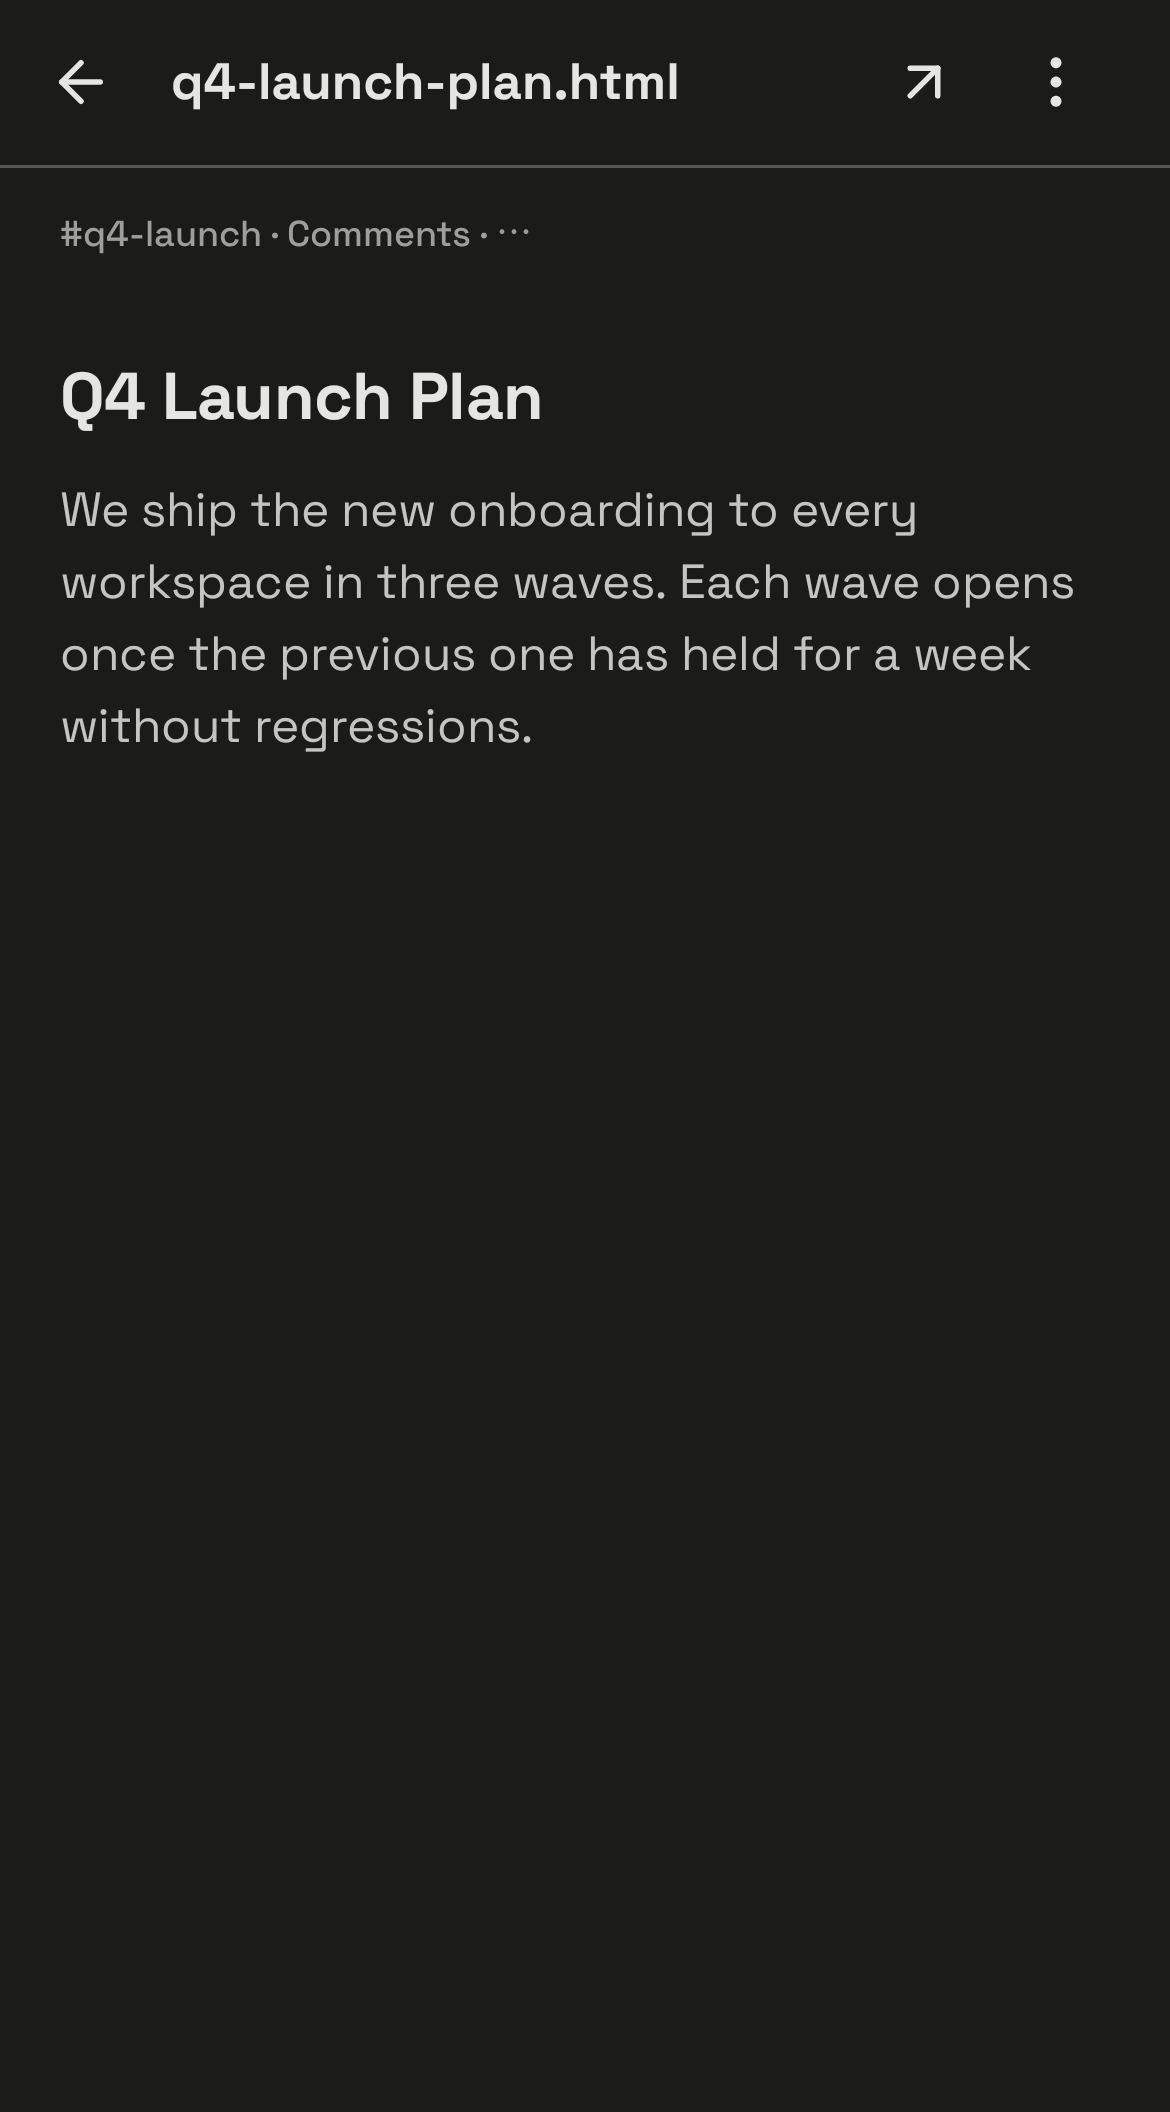 q4-launch-plan.html
#q4-launch · Comments · ···
Q4 Launch Plan
We ship the new onboarding to every
workspace in three waves. Each wave opens
once the previous one has held for a week
without regressions.